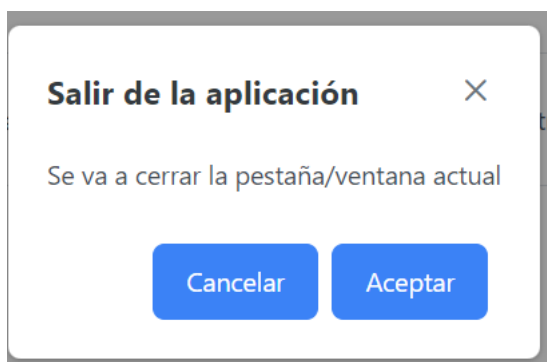 Salir de la aplicación
Se va a cerrar la pestaña/ventana actual
Cancelar Aceptar